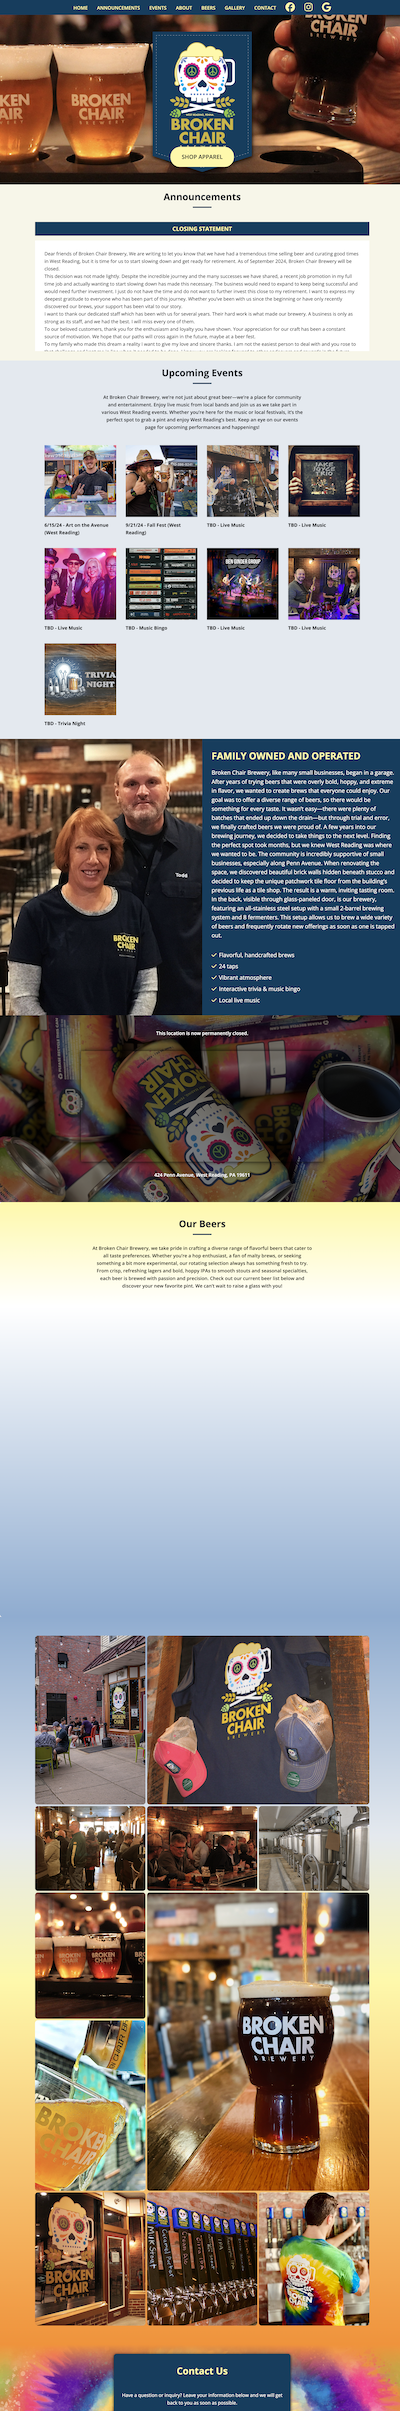 HOME ANNOUNCEMENTS EVENTS ABOUT BEERS GALLERY CONTACT
BROKEN
CHAIR
BREWERY
SHOP APPAREL
Announcements
CLOSING STATEMENT
Dear friends of Broken Chair Brewery, We are writing to let you know that we have had a tremendous time selling beer and curating good times
in West Reading, but it is time for us to start slowing down and get ready for retirement. As of September 2024, Broken Chair Brewery will be
closed.
This decision was not made lightly. Despite the incredible journey and the many successes we have shared; a recent job promotion in my full
time job and actually wanting to start slowing down has made this necessary. The business would need to expand to keep being successful and
would need further investment. I just do not have the time and do not want to further invest this close to my retirement. I want to express my
deepest gratitude to everyone who has been part of this journey. Whether you've been with us since the beginning or have only recently
discovered our brews, your support has been vital to our story.
I want to thank our dedicated staff which has been with us for several years. Their hard work is what made our brewery. A business is only as
strong as its staff, and we had the best. I will miss every one of them.
To our beloved customers, thank you for the enthusiasm and loyalty you have shown. Your appreciation for our craft has been a constant
source of motivation. We hope that our paths will cross again in the future, maybe at a beer fest.
To my family who made this dream a reality I want to give my love and sincere thanks. I am not the easiest person to deal with and you rose to
Upcoming Events
At Broken Chair Brewery, we're not just about great beer—we're a place for community
and entertainment. Enjoy live music from local bands and join us as we take part in
various West Reading events. Whether you're here for the music or local festivals, it's the
perfect spot to grab a pint and enjoy West Reading's best. Keep an eye on our events
page for upcoming performances and happenings!
JAKE
JOYCE
TRIO
6/15/24 - Art on the Avenue
(West Reading)
9/21/24 - Fall Fest (West
Reading)
TBD - Live Music
TBD - Live Music
BEN GINDER GROUP
TBD - Live Music
TBD - Music Bingo
TBD - Live Music
TBD - Live Music
TRIVIA
NIGHT
TBD - Trivia Night
FAMILY OWNED AND OPERATED
Broken Chair Brewery, like many small businesses, began in a garage.
After years of trying beers that were overly bold, hoppy, and extreme
in flavor, we wanted to create brews that everyone could enjoy. Our
goal was to offer a diverse range of beers, so there would be
something for every taste. It wasn't easy—there were plenty of
batches that ended up down the drain—but through trial and error,
we finally crafted beers we were proud of. A few years into our
brewing journey, we decided to take things to the next level. Finding
the perfect spot took months, but we knew West Reading was where
we wanted to be. The community is incredibly supportive of small
businesses, especially along Penn Avenue. When renovating the
space, we discovered beautiful brick walls hidden beneath stucco and
decided to keep the unique patchwork tile floor from the building's
previous life as a tile shop. The result is a warm, inviting tasting room.
In the back, visible through glass-paneled door, is our brewery,
featuring an all-stainless steel setup with a small 2-barrel brewing
system and 8 fermenters. This setup allows us to brew a wide variety
of beers and frequently rotate new offerings as soon as one is tapped
out.
Flavorful, handcrafted brews
24 taps
Vibrant atmosphere
Interactive trivia & music bingo
Local live music
Todd
BROKEN
CHAIR
This location is now permanently closed.
BROKEN
CHAIR
424 Penn Avenue, West Reading, PA 19611
Our Beers
At Broken Chair Brewery, we take pride in crafting a diverse range of flavorful beers that cater to
all taste preferences. Whether you're a hop enthusiast, a fan of malty brews, or seeking
something a bit more experimental, our rotating selection always has something fresh to try.
From crisp, refreshing lagers and bold, hoppy IPAs to smooth stouts and seasonal specialties,
each beer is brewed with passion and precision. Check out our current beer list below and
discover your new favorite pint. We can't wait to raise a glass with you!
BROKEN
CHAIR
BREWERY
BROKEN
CHAIR
BREWERY
BROKEN
CHAIR
BROKEN
CHAIR
Contact Us
Have a question or inquiry? Leave your information below and we will get
back to you as soon as possible.